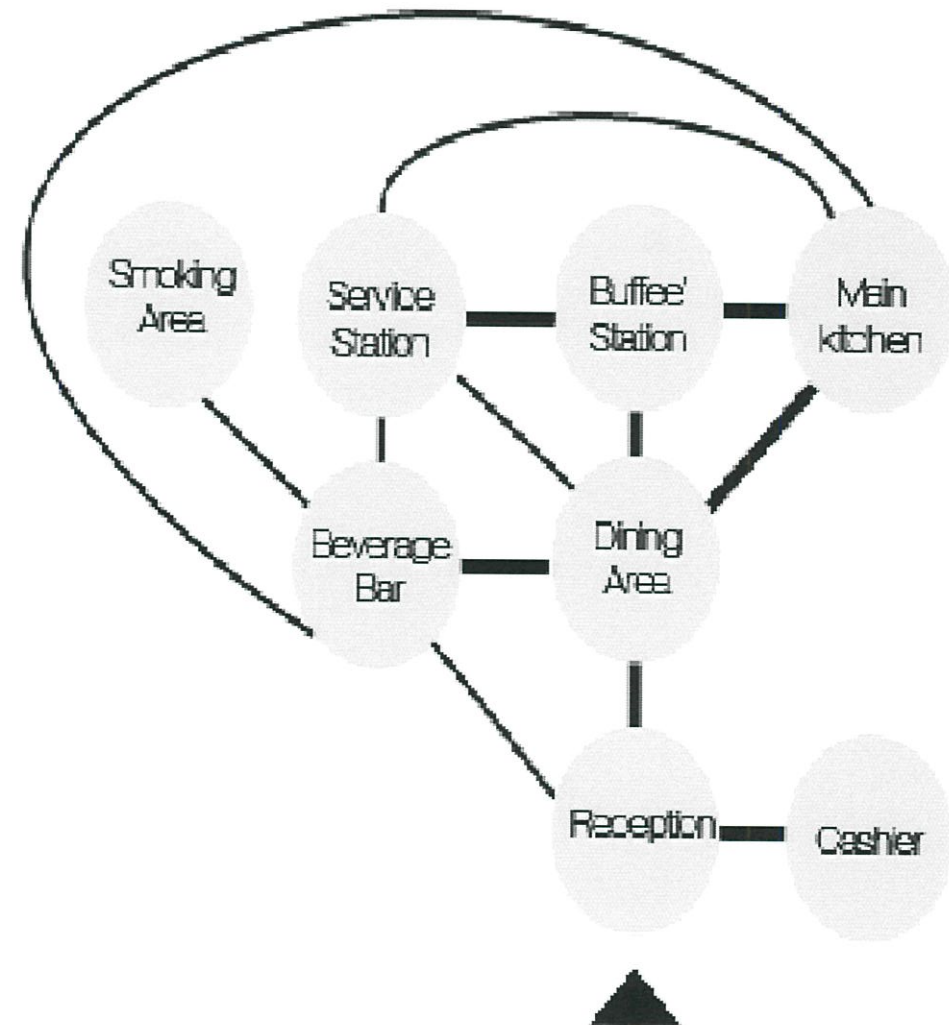 Smoking
Area
Service
Station
Buffee'
Station
Main
kitchen
Beverage
Bar
Dining
Area
Reception
Cashier